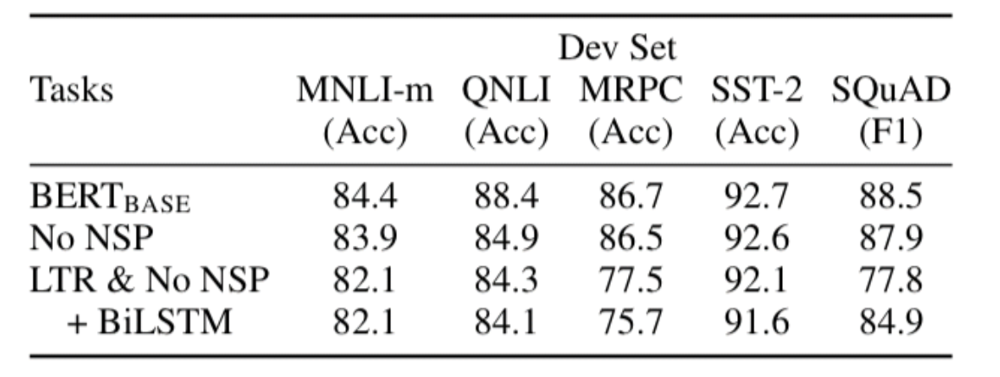 Dev Set
Tasks MNLI-m QNLI MRPC SST-2 SQuAD
(Acc) (Acc) (Acc) (Acc) (F1)
BERTBASE 84.4 88.4 86.7 92.7 88.5
No NSP 83.9 84.9 86.5 92.6 87.9
LTR & No NSP 82.1 84.3 77.5 92.1 77.8
+ BiLSTM 82.1 84.1 75.7 91.6 84.9